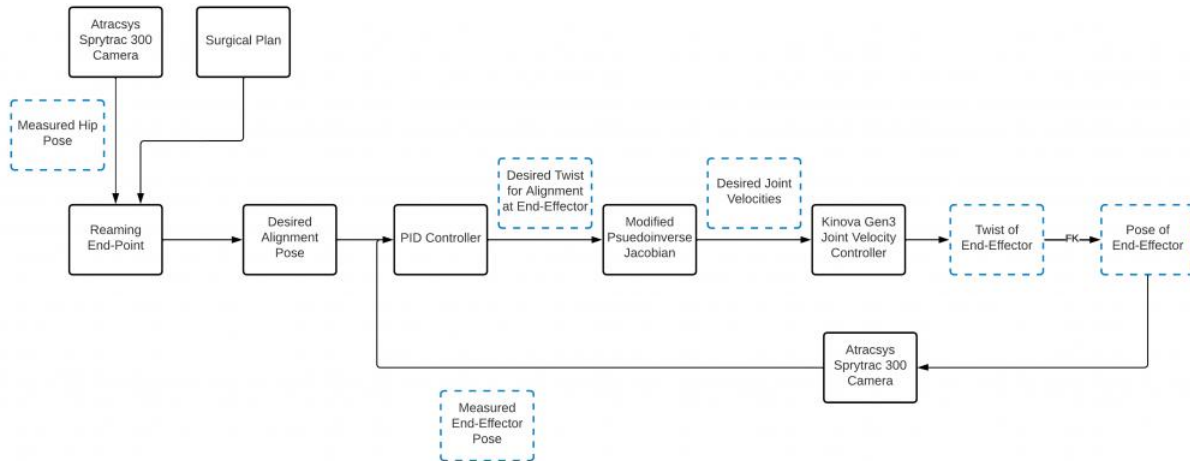 Atracsys
Sprytrac 300
Camera
Surgical Plan
Measured Hip
Pose
Desired Twist
for Alignment
at End-Effector
Desired Joint
Velocities
Reaming
End-Point
Desired
Alignment
Pose
PID Controller
Modified
Psuedoinverse
Jacobian
Kinova Gen3
Joint Velocity
Controller
Twist of
End-Effector
FK
Pose of
End-Effector
Atracsys
Sprytrac 300
Camera
Measured
End-Effector
Pose